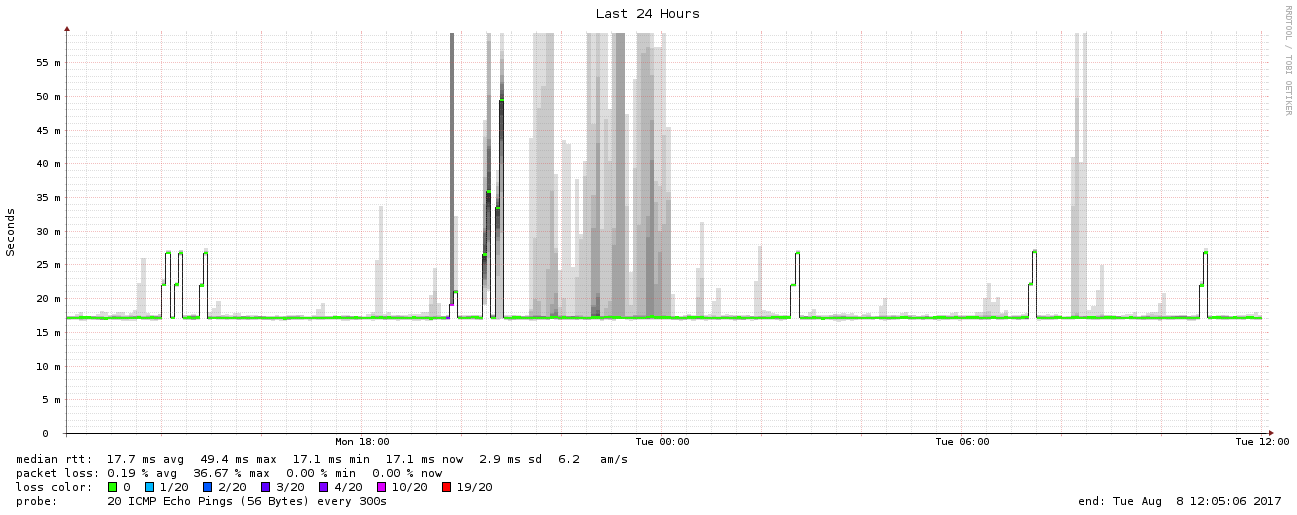 Last 24 Hours
RRDTOOL / TOBI OETIKER
Seconds
55 m
50 m
45 m
40 m
35 m
30 m
25 m
20 m
15 m
10 m
5 m
0
Mon 18:00 Tue 00:00 Tue 06:00 Tue 12:00
median rtt: 17.7 ms avg 49.4 ms max 17.1 ms min 17.1 ms now 2.9 ms sd 6.2 am/s
packet loss: 0.19 % avg 36.67 % max 0.00 % min 0.00 % now
loss color: 0 1/20 2/20 3/20 4/20 10/20 19/20
probe: 20 ICMP Echo Pings (56 Bytes) every 300s end: Tue Aug 8 12:05:06 2017